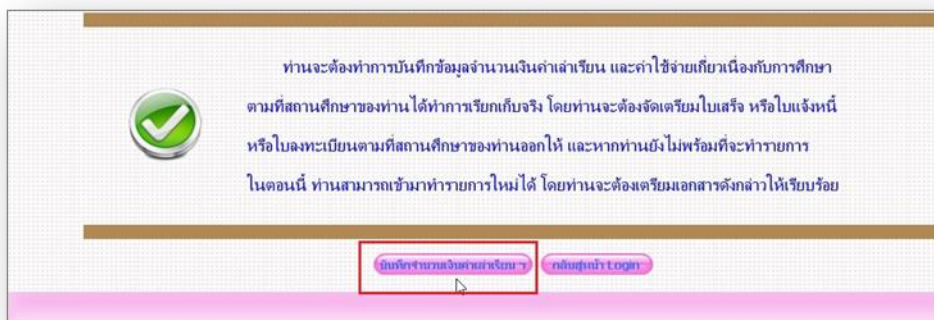 ท่านจะต้องทำการบันทึกข้อมูลจำนวนเงินค่าเล่าเรียน และค่าใช้จ่ายเกี่ยวเนื่องกับการศึกษา
ตามที่สถานศึกษาของท่านได้ทำการเรียกเก็บจริง โดยท่านจะต้องจัดเตรียมใบเสร็จ หรือใบแจ้งหนี้
หรือใบลงทะเบียนตามที่สถานศึกษาของท่านออกให้ และหากท่านยังไม่พร้อมที่จะทำรายการ
ในตอนนี้ ท่านสามารถเข้ามาทำรายการใหม่ได้ โดยท่านจะต้องเตรียมเอกสารดังกล่าวให้เรียบร้อย
บันทึกจำนวนเงินค่าเล่าเรียน ฯ กลับสู่หน้า Login